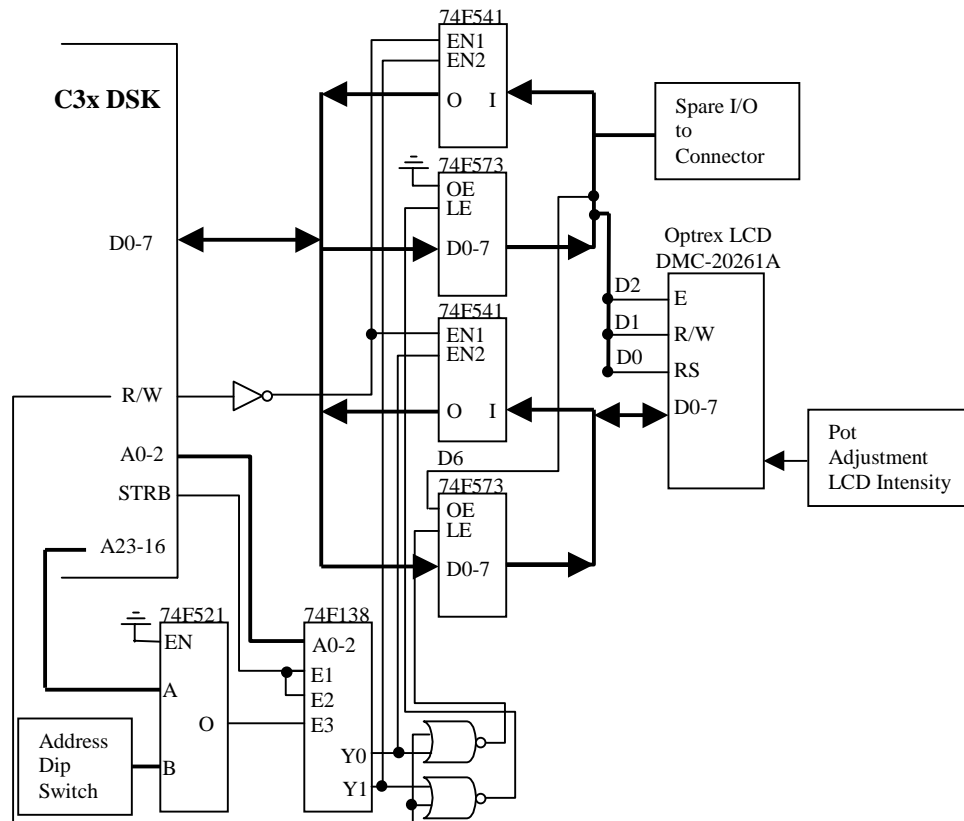 74F541
EN1
EN2
O
I
C3x DSK
Spare I/O
to
Connector
74F573
OE
LE
D0-7
D0-7
Optrex LCD
DMC-20261A
D2
E
D1
R/W
D0
RS
D0-7
74F541
EN1
EN2
O
I
R/W
A0-2
STRB
A23-16
D6
74F573
OE
LE
D0-7
Pot
Adjustment
LCD Intensity
74F521
EN
A
O
B
74F138
A0-2
E1
E2
E3
Y0
Y1
Address
Dip
Switch